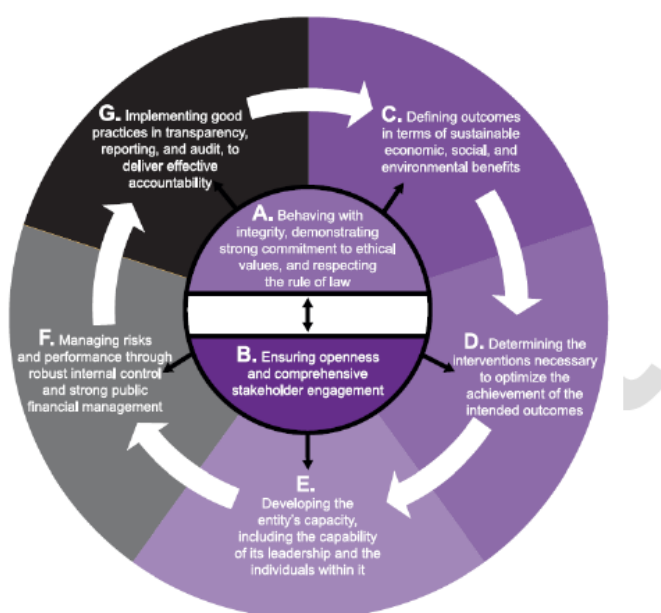 G. Implementing good
practices in transparency,
reporting, and audit, to
deliver effective
accountability
C. Defining outcomes
in terms of sustainable
economic, social, and
environmental benefits
A. Behaving with
integrity, demonstrating
strong commitment to ethical
values, and respecting
the rule of law
B. Ensuring openness
and comprehensive
stakeholder engagement
D. Determining the
interventions necessary
to optimize the
achievement of the
intended outcomes
E.
Developing the
entity's capacity,
including the capability
of its leadership and the
individuals within it
F. Managing risks
and performance through
robust internal control
and strong public
financial management